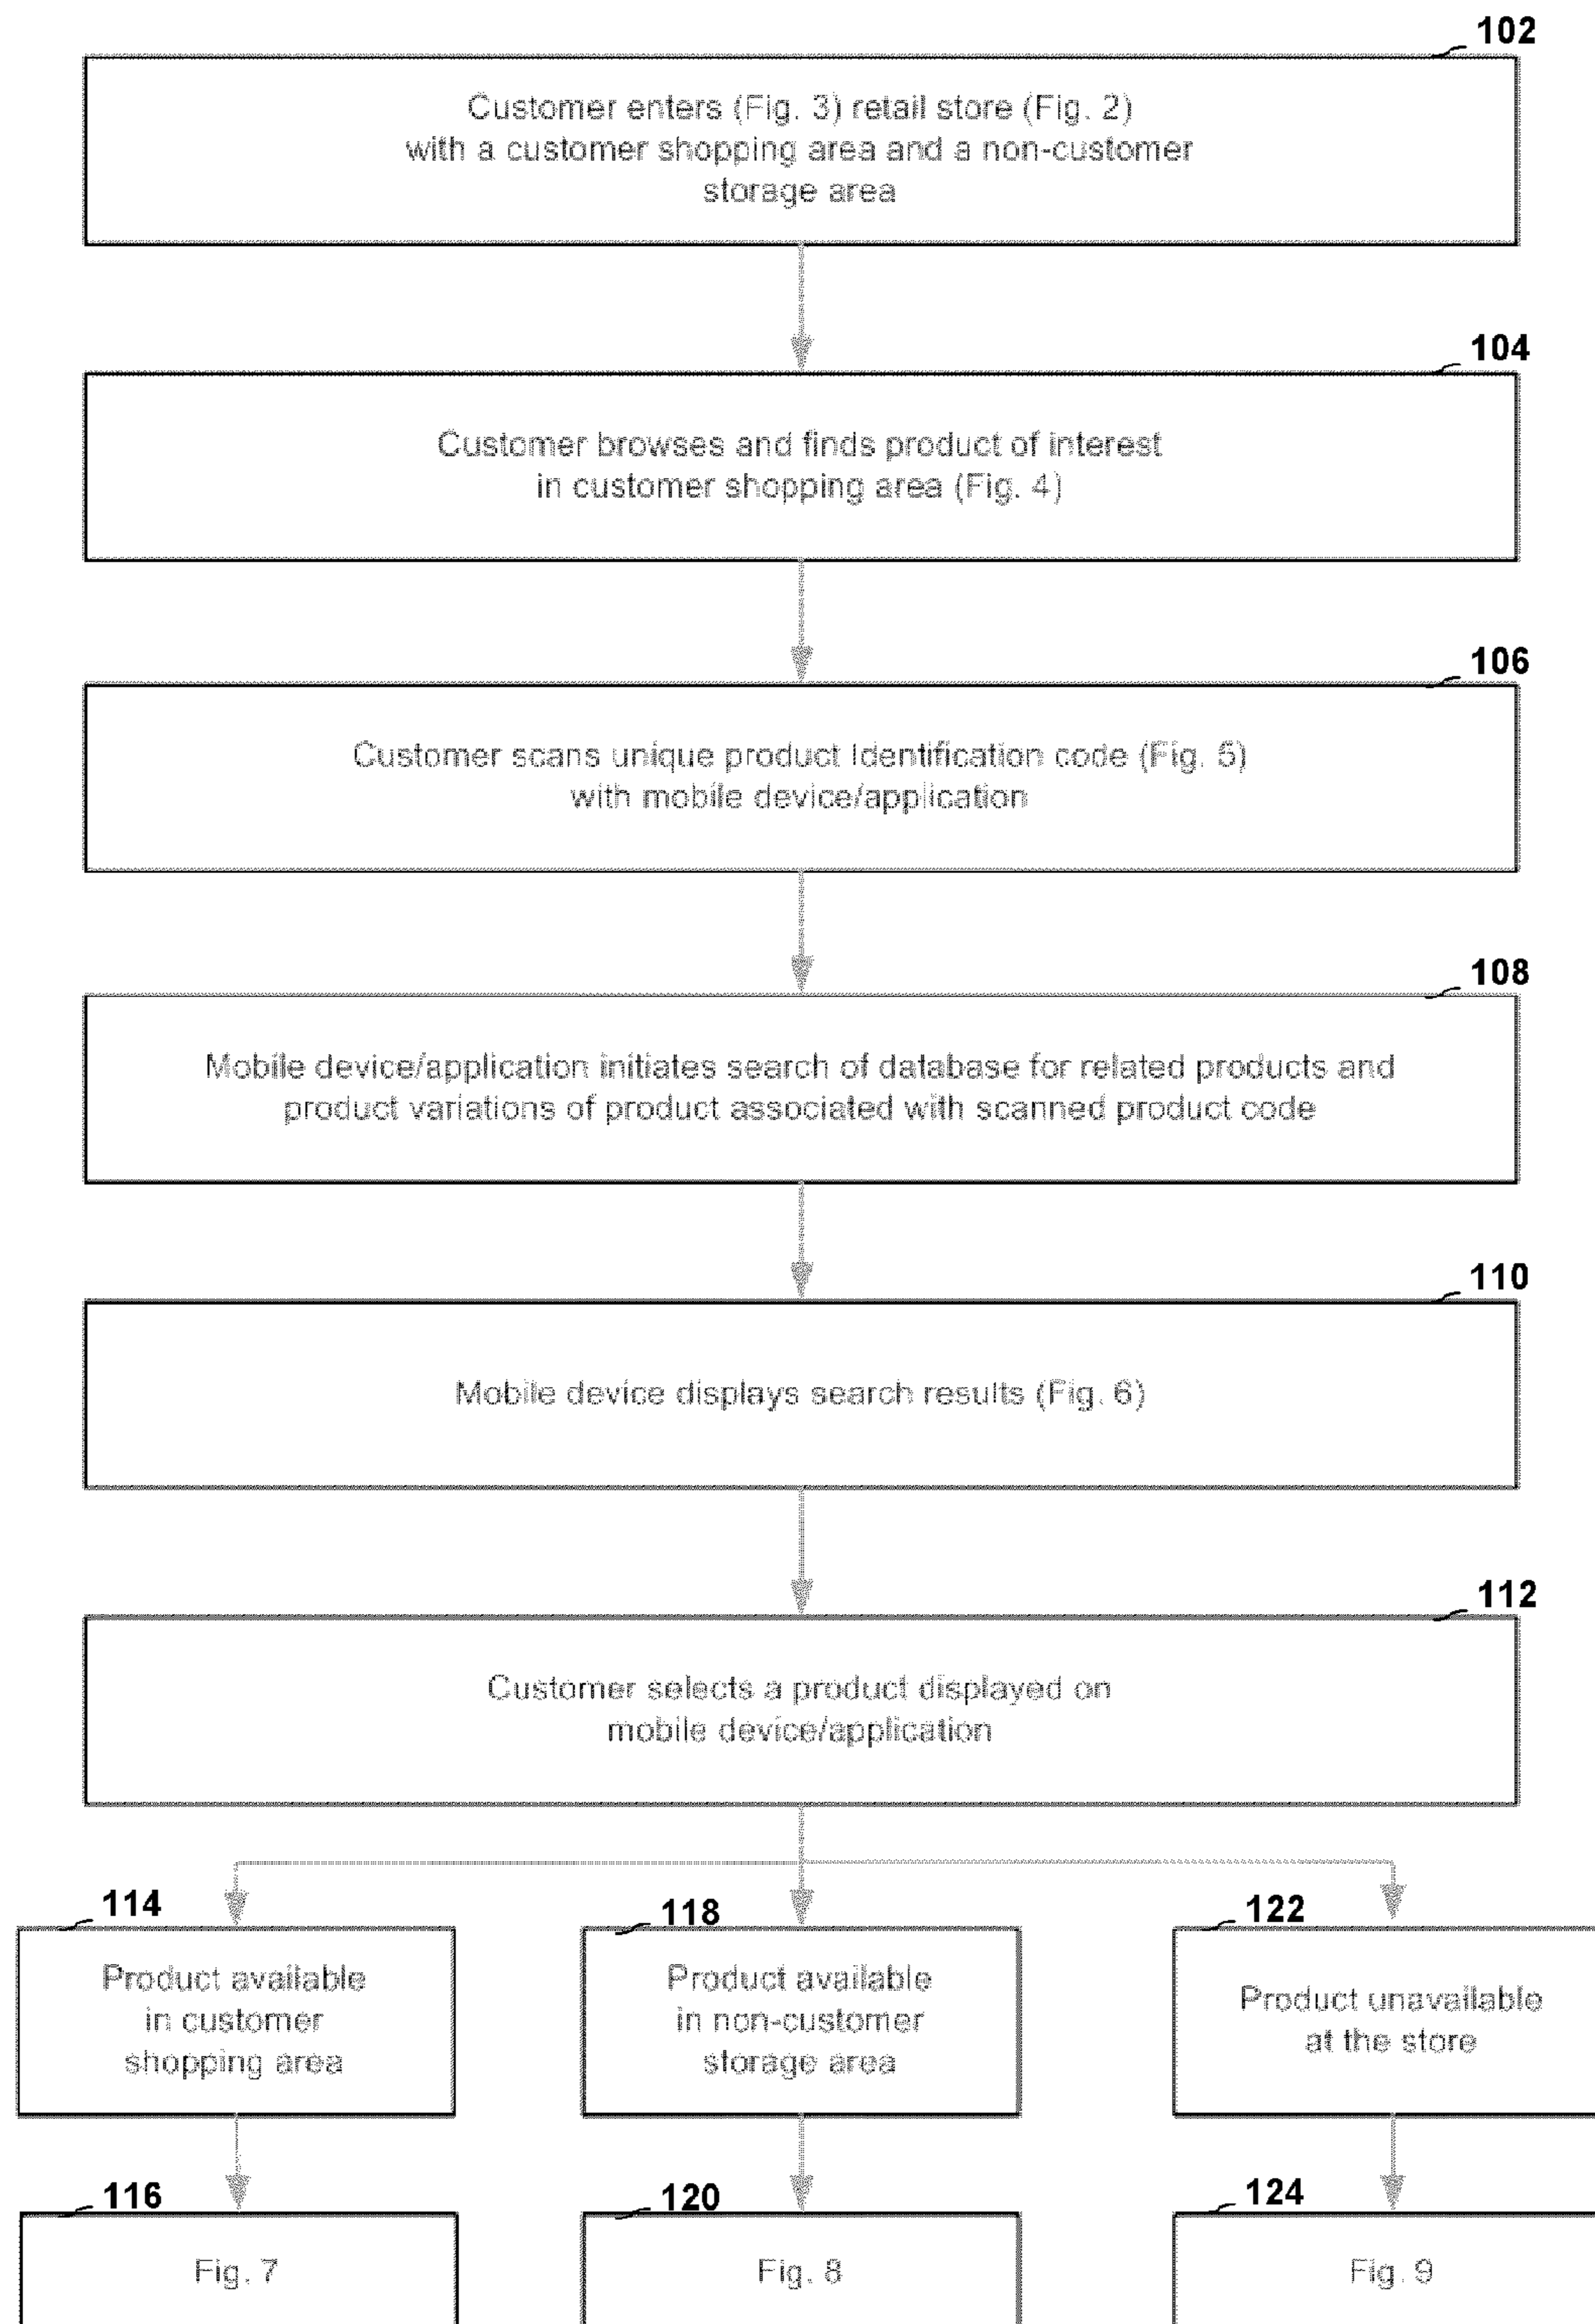 102
Customer enters (Fig. 3) retail store (Fig. 2)
with a customer shopping area and a non-customer
storage area
104
Customer browses and finds product of interest
in customer shopping area (Fig. 4)
106
Customer scans unique product Identification code (Fig. 5)
with mobile device/application
108
Mobile device/application initiates search of database for related products and
product variations of product associated with scanned product code
110
Mobile device displays search results (Fig. 6)
112
Customer selects a product displayed on
mobile device/application
114
Product available
in customer
shopping area
118
Product available
in non-customer
storage area
122
Product unavailable
at the store
116
Fig. 7
120
Fig. 8
124
Fig. 9